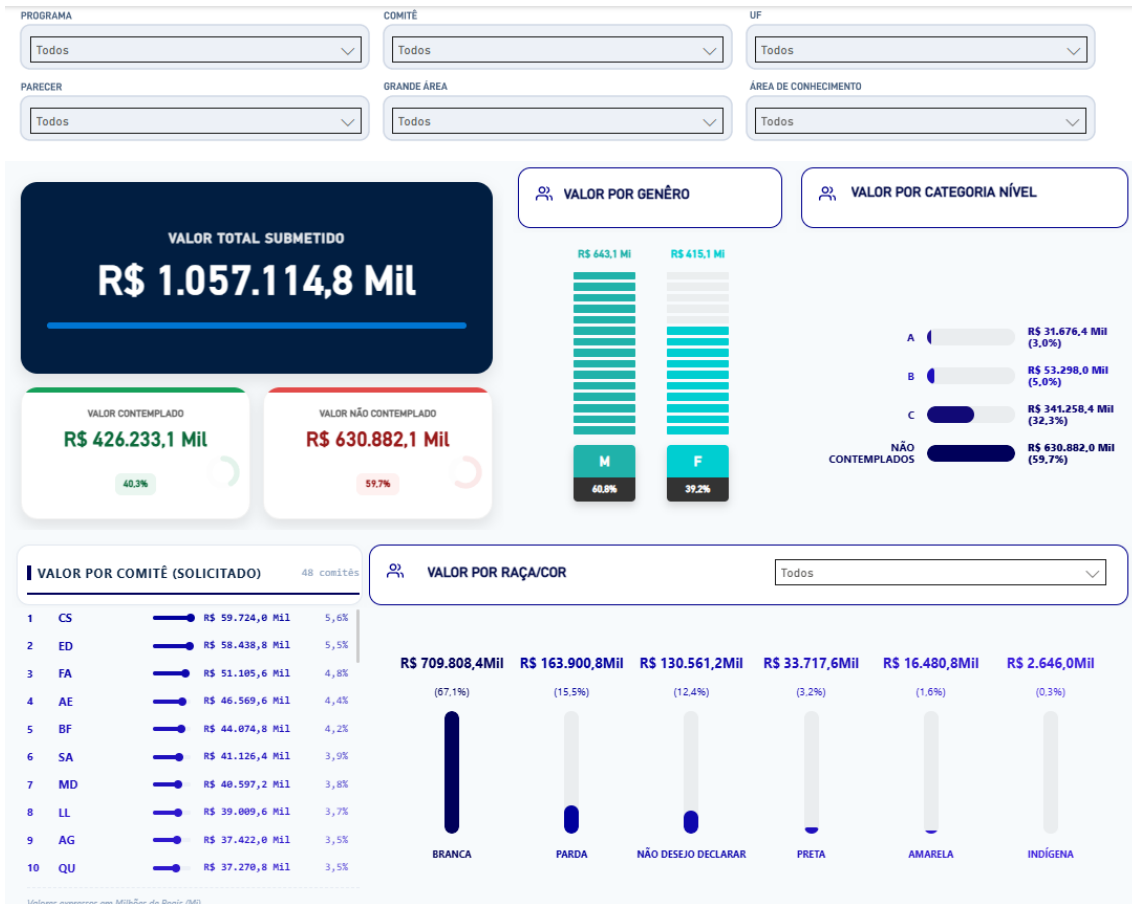 PROGRAMA
COMITÊ
UF
Todos
Todos
Todos
PARECER
GRANDE ÁREA
ÁREA DE CONHECIMENTO
Todos
Todos
Todos
VALOR TOTAL SUBMETIDO
R$ 1.057.114,8 Mil
VALOR CONTEMPLADO
R$ 426.233,1 Mil
40,3%
VALOR NÃO CONTEMPLADO
R$ 630.882,1 Mil
59,7%
VALOR POR GENÊRO
R$ 643,1 Mi
R$ 415,1 Mi
M
F
60,8%
39,2%
VALOR POR CATEGORIA NÍVEL
A
R$ 31.676,4 Mil
(3,0%)
B
R$ 53.298,0 Mil
(5,0%)
C
R$ 341.258,4 Mil
(32,3%)
NÃO
CONTEMPLADOS
R$ 630.882,0 Mil
(59,7%)
VALOR POR COMITÊ (SOLICITADO) 48 comitês
1 CS R$ 59.724,0 Mil 5,6%
2 ED R$ 58.438,8 Mil 5,5%
3 FA R$ 51.105,6 Mil 4,8%
4 AE R$ 46.569,6 Mil 4,4%
5 BF R$ 44.074,8 Mil 4,2%
6 SA R$ 41.126,4 Mil 3,9%
7 MD R$ 40.597,2 Mil 3,8%
8 LL R$ 39.009,6 Mil 3,7%
9 AG R$ 37.422,0 Mil 3,5%
10 QU R$ 37.270,8 Mil 3,5%
Valores expressos em Milhões de Reais (Mi)
VALOR POR RAÇA/COR
Todos
R$ 709.808,4Mil R$ 163.900,8Mil R$ 130.561,2Mil R$ 33.717,6Mil R$ 16.480,8Mil R$ 2.646,0Mil
(67,1%) (15,5%) (12,4%) (3,2%) (1,6%) (0,3%)
BRANCA PARDA NÃO DESEJO DECLARAR PRETA AMARELA INDÍGENA